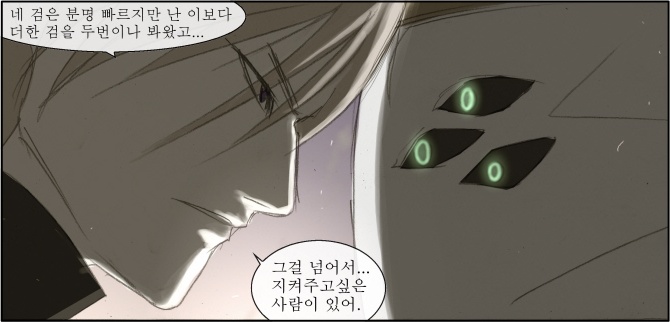 네 검은 분명 빠르지만 난 이보다
더한 검을 두번이나 봐왔고...
그걸 넘어서...
지켜주고싶은
사람이 있어.